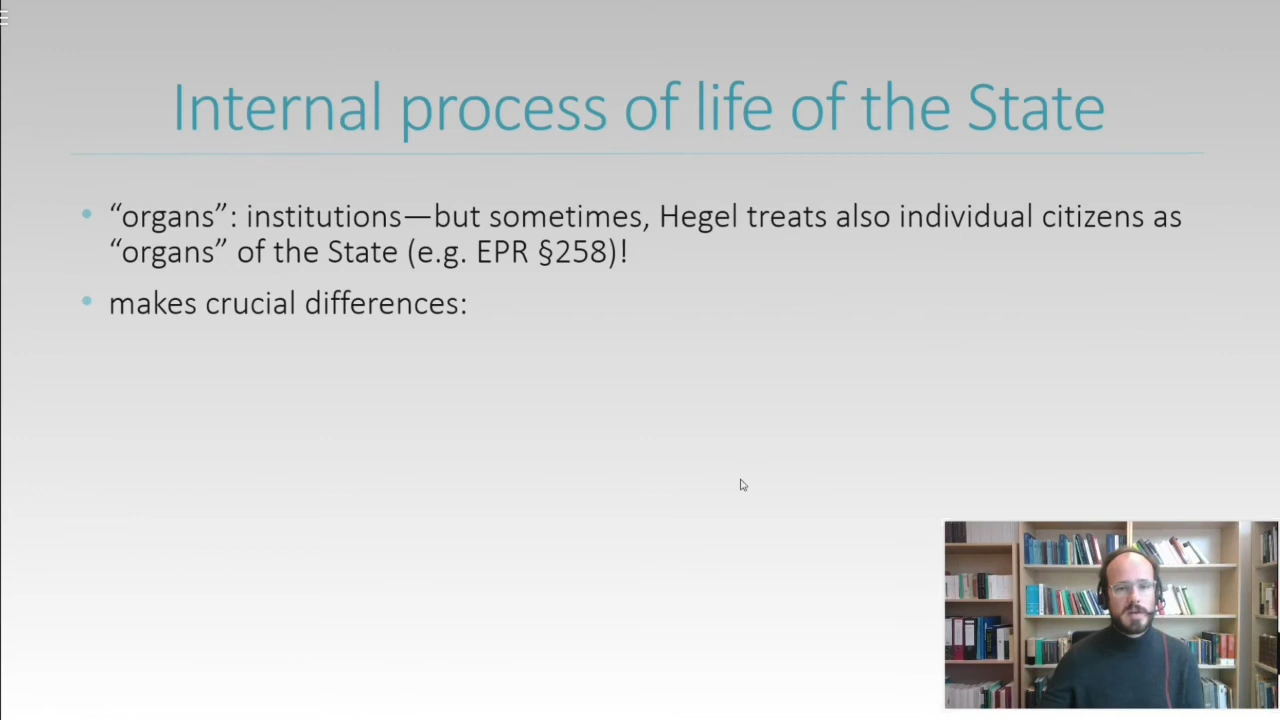 Internal process of life of the State
• “organs”: institutions—but sometimes, Hegel treats also individual citizens as
“organs” of the State (e.g. EPR §258)!
• makes crucial differences: